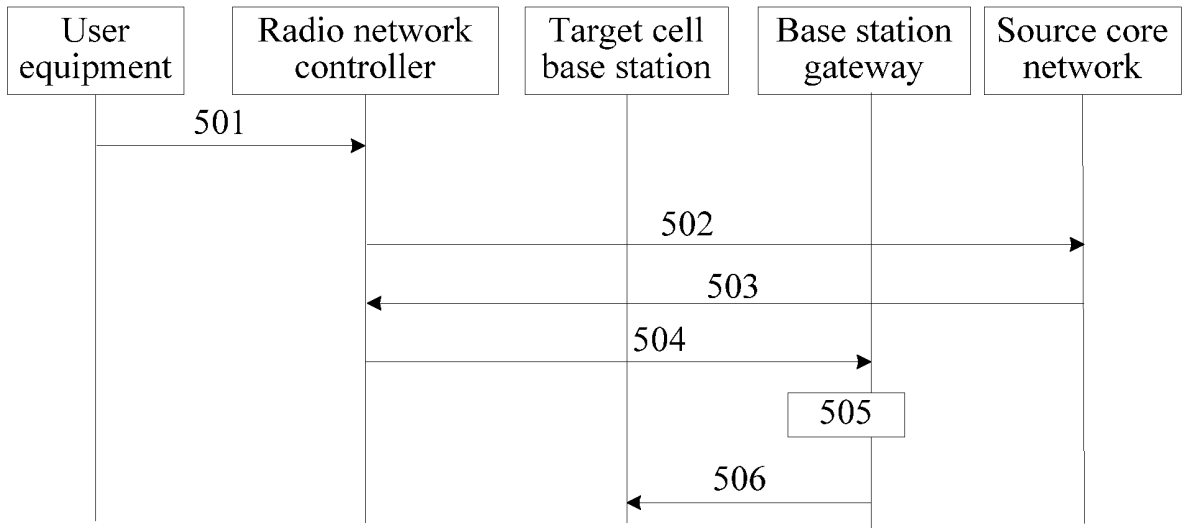 User
equipment
Radio network
controller
Target cell
base station
Base station
gateway
Source core
network
501
502
503
504
505
506